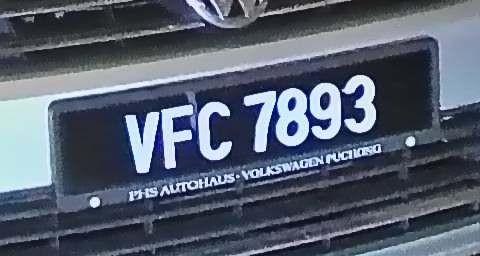 VFC 7893
PHS AUTOHAUS · VOLKSWAGEN PUCHONG